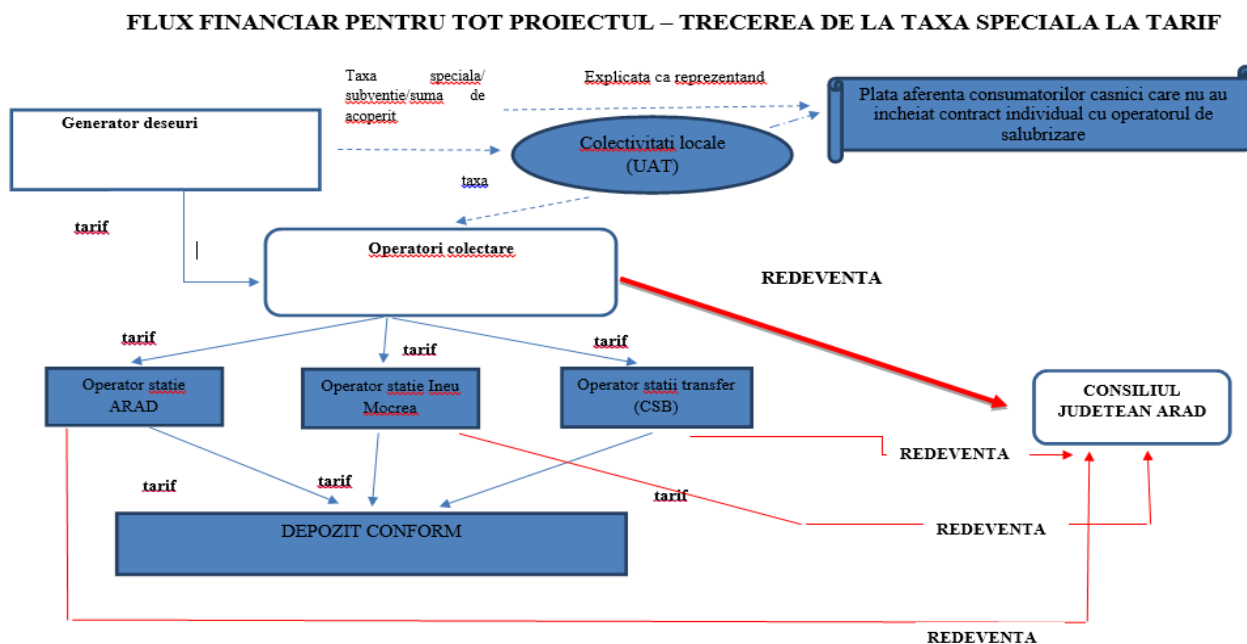 FLUX FINANCIAR PENTRU TOT PROIECTUL – TRECEREA DE LA TAXA SPECIALA LA TARIF
Taxa speciala/
subventie/suma de
acoperit
Explicata ca reprezentand
Plata aferenta consumatorilor casnici care nu au
incheiat contract individual cu operatorul de
salubrizare
Generator deseuri
Colectivitati locale
(UAT)
taxa
tarif
Operatori colectare
REDEVENTA
tarif
tarif
tarif
Operator statie
ARAD
Operator statie Ineu
Mocrea
Operator statii transfer
(CSB)
CONSILIUL
JUDETEAN ARAD
REDEVENTA
tarif
tarif
tarif
REDEVENTA
DEPOZIT CONFORM
REDEVENTA